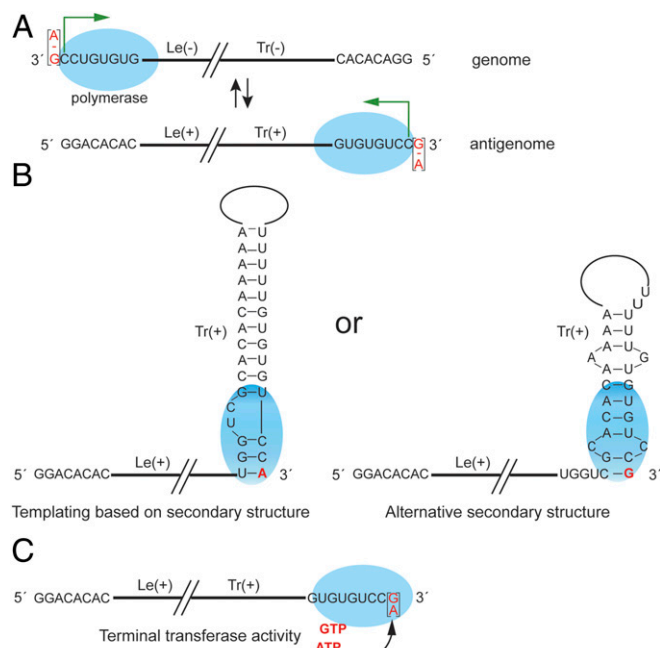 A
A
-
G
3´ CCUGUGUG Le(-) Tr(-) CACACAGG 5´ genome
polymerase
5´ GGACACAC Le(+) Tr(+) GUGUGUCC 3´ antigenome
G
-
A
B
A-U
A-U
A-U
A-U
A-U
C-G
A-U
C-G
A-U
C-G
G-U
C
U
G-C
G-C
5´ GGACACAC Le(+) U U-A 3´
Tr(+)
Templating based on secondary structure
or
U
U
A-U
A-U
A-U
A G
A-U
C-G
A-U
C-G
A-U
C C
G-C
5´ GGACACAC Le(+) UGGUC-G 3´
Tr(+)
Alternative secondary structure
C
5´ GGACACAC Le(+) Tr(+) GUGUGUCC G 3´
A
Terminal transferase activity GTP
ATP